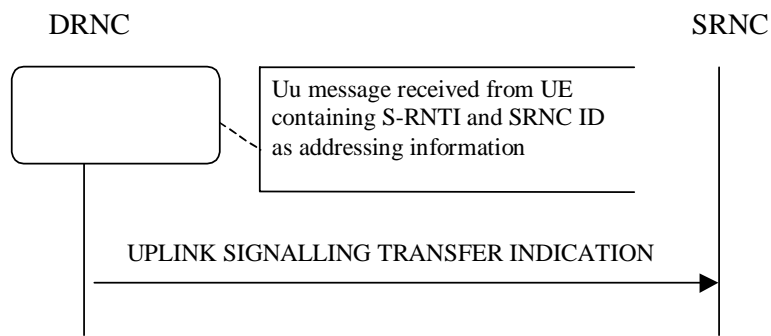 DRNC
SRNC
Uu message received from UE
containing S-RNTI and SRNC ID
as addressing information
UPLINK SIGNALLING TRANSFER INDICATION